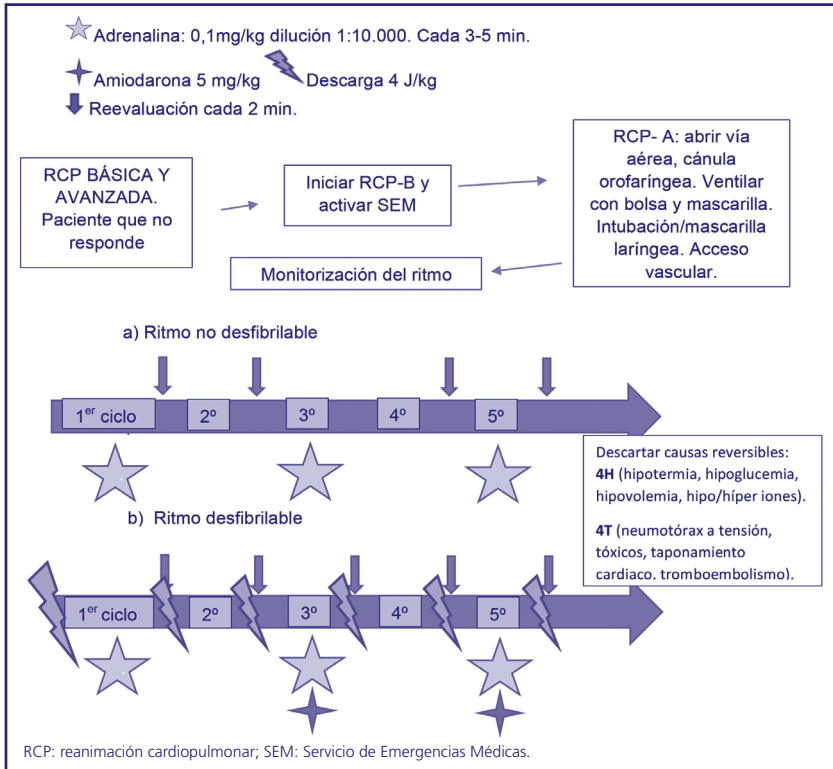 Adrenalina: 0,1mg/kg dilución 1:10.000. Cada 3-5 min.
Amiodarona 5 mg/kg
Descarga 4 J/kg
Reevaluación cada 2 min.
RCP BÁSICA Y
AVANZADA.
Paciente que no
responde
Iniciar RCP-B y
activar SEM
RCP- A: abrir vía
aérea, cánula
orofaríngea. Ventilar
con bolsa y mascarilla.
Intubación/mascarilla
laríngea. Acceso
vascular.
Monitorización del ritmo
a) Ritmo no desfibrilable
1er ciclo
2º
3º
4º
5º
Descartar causas reversibles:
4H (hipotermia, hipoglucemia,
hipovolemia, hipo/híper iones).
4T (neumotórax a tensión,
tóxicos, taponamiento
cardiaco, tromboembolismo).
b) Ritmo desfibrilable
1er ciclo
2º
3º
4º
5º
RCP: reanimación cardiopulmonar; SEM: Servicio de Emergencias Médicas.